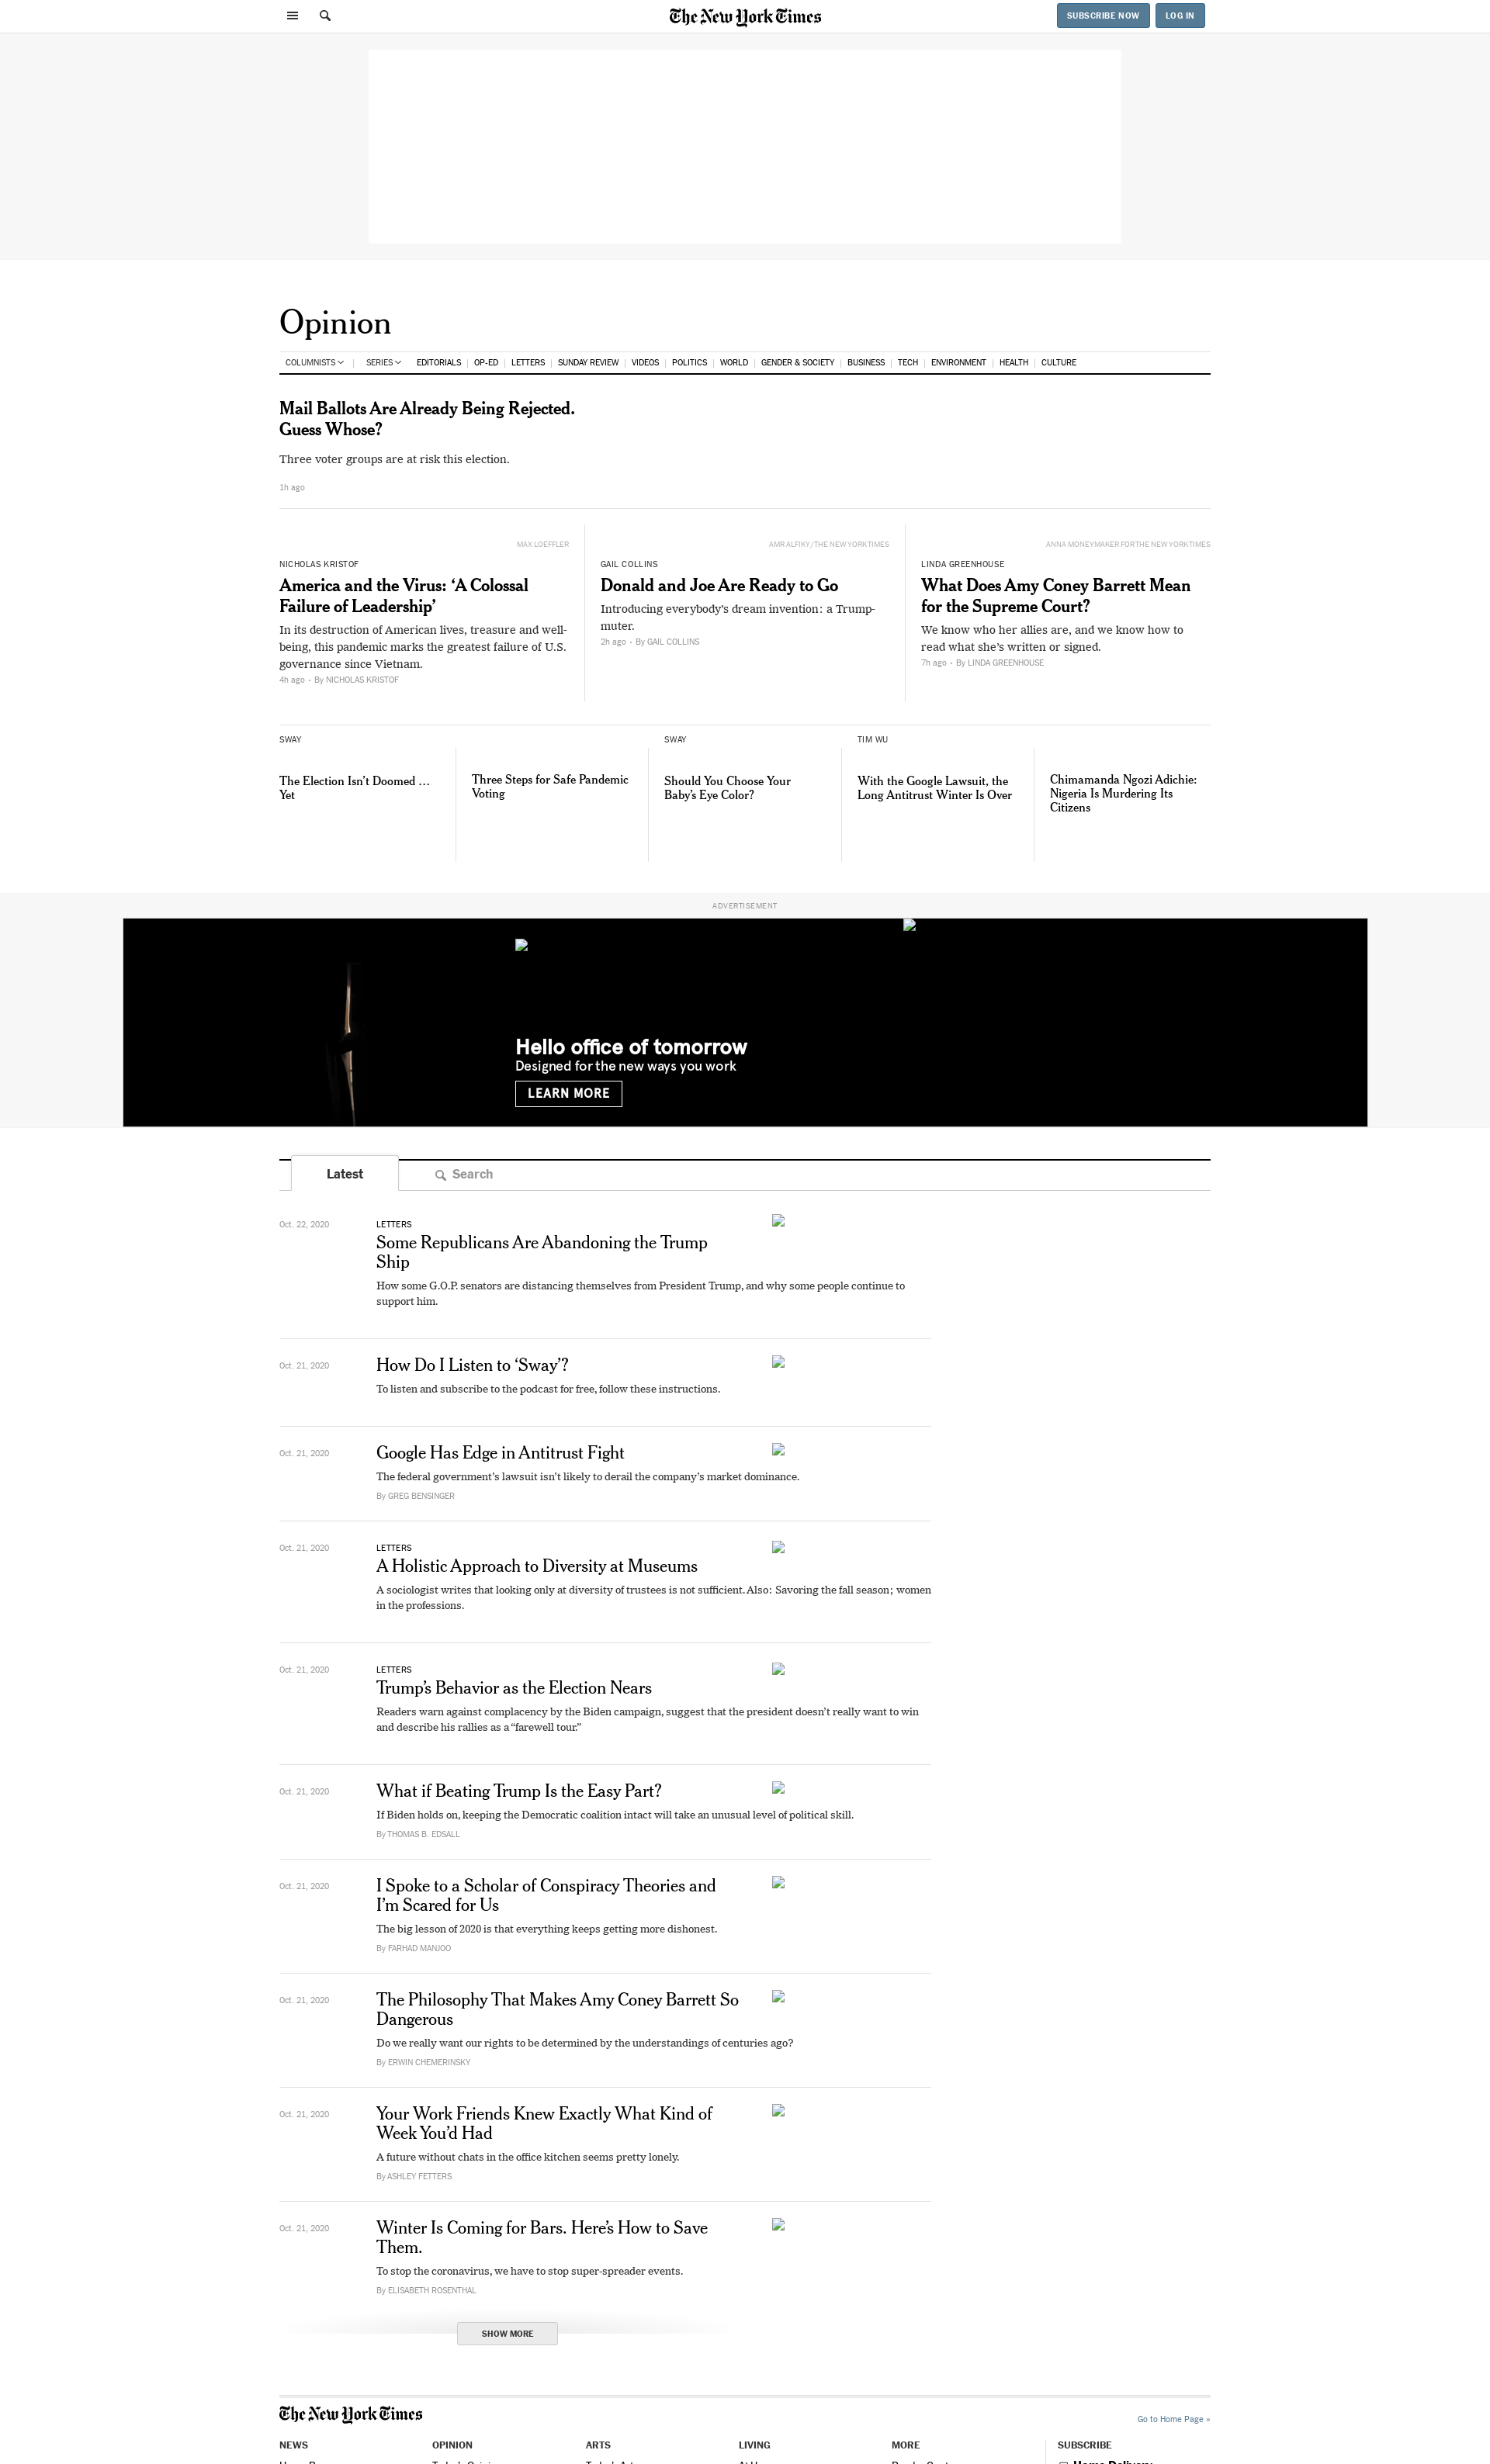 The New York Times
SUBSCRIBE NOW
LOG IN
Opinion
COLUMNISTS
SERIES
EDITORIALS
OP-ED
LETTERS
SUNDAY REVIEW
VIDEOS
POLITICS
WORLD
GENDER & SOCIETY
BUSINESS
TECH
ENVIRONMENT
HEALTH
CULTURE
Mail Ballots Are Already Being Rejected.
Guess Whose?
Three voter groups are at risk this election.
1h ago
MAX LOEFFLER
NICHOLAS KRISTOF
America and the Virus: ‘A Colossal
Failure of Leadership’
In its destruction of American lives, treasure and well-
being, this pandemic marks the greatest failure of U.S.
governance since Vietnam.
4h ago • By NICHOLAS KRISTOF
AMR ALFIKY/THE NEW YORK TIMES
GAIL COLLINS
Donald and Joe Are Ready to Go
Introducing everybody’s dream invention: a Trump-
muter.
2h ago • By GAIL COLLINS
ANNA MONEYMAKER FOR THE NEW YORK TIMES
LINDA GREENHOUSE
What Does Amy Coney Barrett Mean
for the Supreme Court?
We know who her allies are, and we know how to
read what she’s written or signed.
7h ago • By LINDA GREENHOUSE
SWAY
The Election Isn’t Doomed …
Yet
Three Steps for Safe Pandemic
Voting
SWAY
Should You Choose Your
Baby’s Eye Color?
TIM WU
With the Google Lawsuit, the
Long Antitrust Winter Is Over
Chimamanda Ngozi Adichie:
Nigeria Is Murdering Its
Citizens
ADVERTISEMENT
Hello office of tomorrow
Designed for the new ways you work
LEARN MORE
Latest
Search
Oct. 22, 2020
LETTERS
Some Republicans Are Abandoning the Trump
Ship
How some G.O.P. senators are distancing themselves from President Trump, and why some people continue to
support him.
Oct. 21, 2020
How Do I Listen to ‘Sway’?
To listen and subscribe to the podcast for free, follow these instructions.
Oct. 21, 2020
Google Has Edge in Antitrust Fight
The federal government’s lawsuit isn’t likely to derail the company’s market dominance.
By GREG BENSINGER
Oct. 21, 2020
LETTERS
A Holistic Approach to Diversity at Museums
A sociologist writes that looking only at diversity of trustees is not sufficient. Also: Savoring the fall season; women
in the professions.
Oct. 21, 2020
LETTERS
Trump’s Behavior as the Election Nears
Readers warn against complacency by the Biden campaign, suggest that the president doesn’t really want to win
and describe his rallies as a “farewell tour.”
Oct. 21, 2020
What if Beating Trump Is the Easy Part?
If Biden holds on, keeping the Democratic coalition intact will take an unusual level of political skill.
By THOMAS B. EDSALL
Oct. 21, 2020
I Spoke to a Scholar of Conspiracy Theories and
I’m Scared for Us
The big lesson of 2020 is that everything keeps getting more dishonest.
By FARHAD MANJOO
Oct. 21, 2020
The Philosophy That Makes Amy Coney Barrett So
Dangerous
Do we really want our rights to be determined by the understandings of centuries ago?
By ERWIN CHEMERINSKY
Oct. 21, 2020
Your Work Friends Knew Exactly What Kind of
Week You’d Had
A future without chats in the office kitchen seems pretty lonely.
By ASHLEY FETTERS
Oct. 21, 2020
Winter Is Coming for Bars. Here’s How to Save
Them.
To stop the coronavirus, we have to stop super-spreader events.
By ELISABETH ROSENTHAL
SHOW MORE
The New York Times
Go to Home Page »
NEWS
OPINION
ARTS
LIVING
MORE
SUBSCRIBE